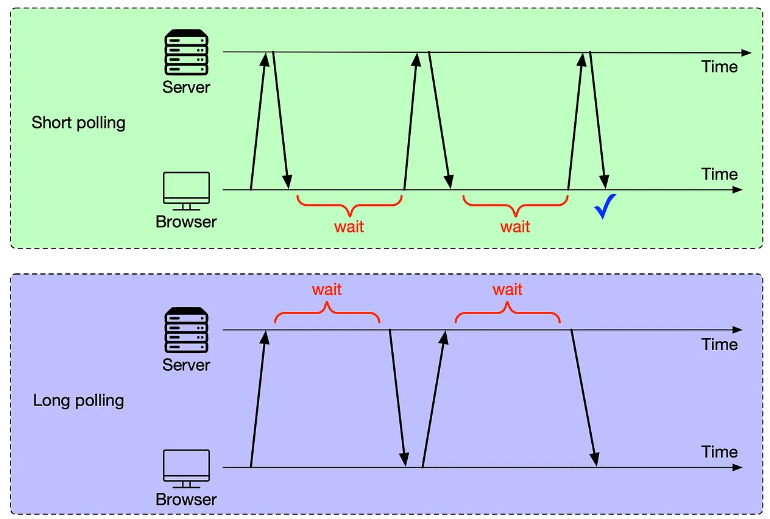 Server
Time
Short polling
Time
Browser
wait
wait
wait
wait
Server
Time
Long polling
Time
Browser